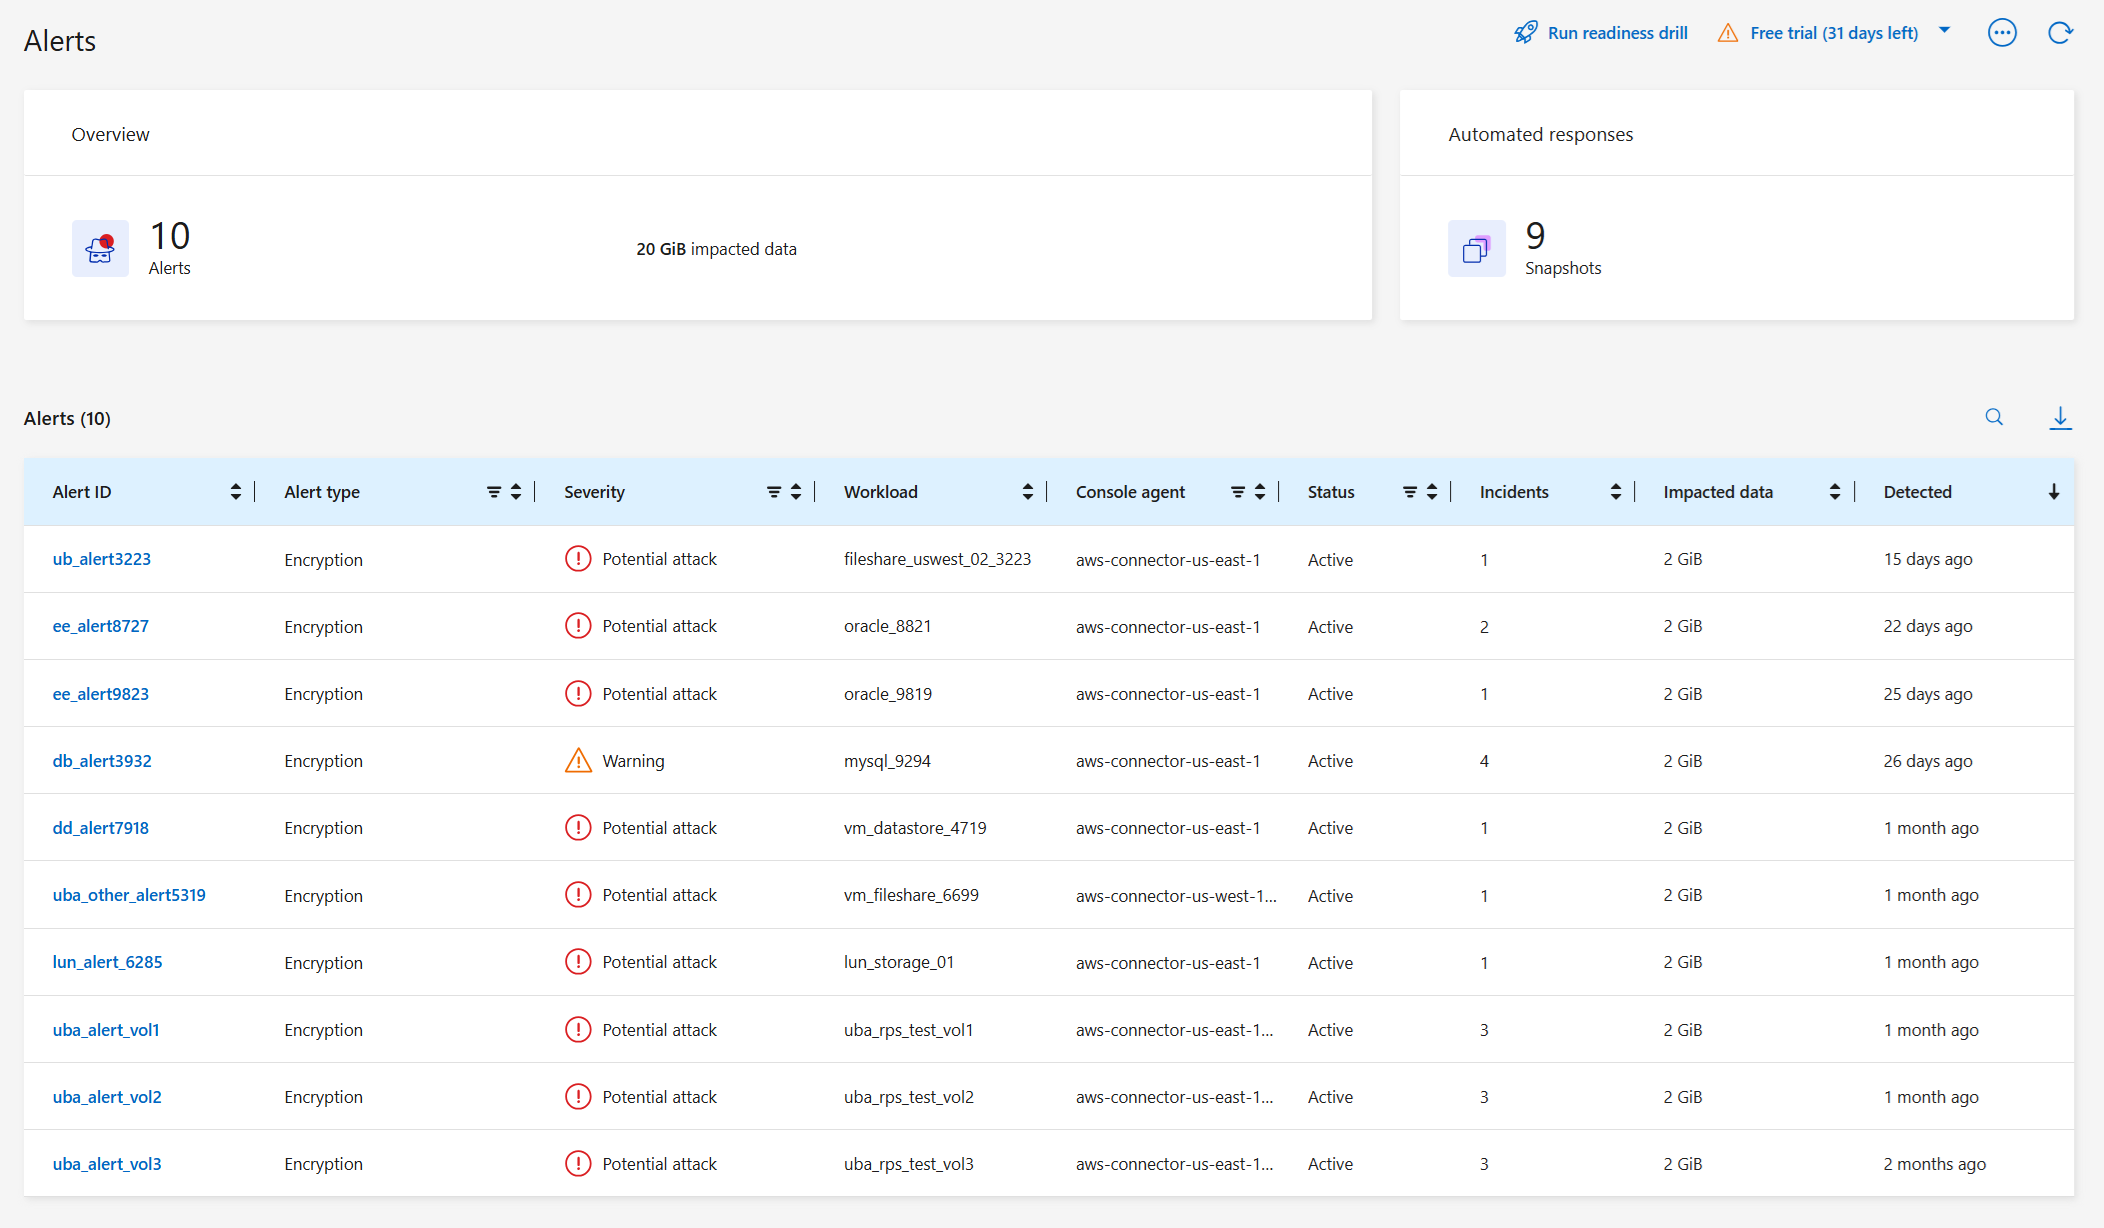 Alerts
Run readiness drill
Free trial (31 days left)
Overview
Automated responses
10
Alerts
20 GiB impacted data
9
Snapshots
Alerts (10)
Alert ID Alert type Severity Workload Console agent Status Incidents Impacted data Detected
ub_alert3223 Encryption Potential attack fileshare_uswest_02_3223 aws-connector-us-east-1 Active 1 2 GiB 15 days ago
ee_alert8727 Encryption Potential attack oracle_8821 aws-connector-us-east-1 Active 2 2 GiB 22 days ago
ee_alert9823 Encryption Potential attack oracle_9819 aws-connector-us-east-1 Active 1 2 GiB 25 days ago
db_alert3932 Encryption Warning mysql_9294 aws-connector-us-east-1 Active 4 2 GiB 26 days ago
dd_alert7918 Encryption Potential attack vm_datastore_4719 aws-connector-us-east-1 Active 1 2 GiB 1 month ago
uba_other_alert5319 Encryption Potential attack vm_fileshare_6699 aws-connector-us-west-1... Active 1 2 GiB 1 month ago
lun_alert_6285 Encryption Potential attack lun_storage_01 aws-connector-us-east-1 Active 1 2 GiB 1 month ago
uba_alert_vol1 Encryption Potential attack uba_rps_test_vol1 aws-connector-us-east-1... Active 3 2 GiB 1 month ago
uba_alert_vol2 Encryption Potential attack uba_rps_test_vol2 aws-connector-us-east-1... Active 3 2 GiB 1 month ago
uba_alert_vol3 Encryption Potential attack uba_rps_test_vol3 aws-connector-us-east-1... Active 3 2 GiB 2 months ago